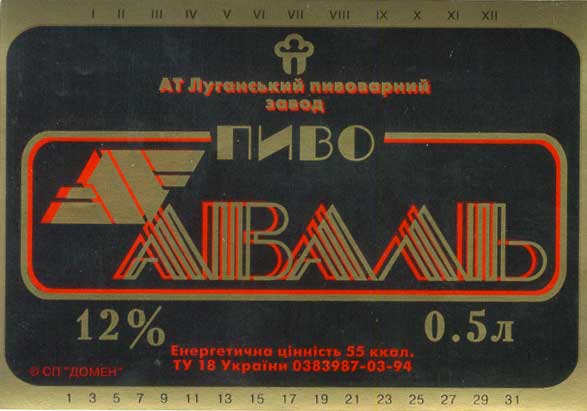 I II III IV V VI VII VIII IX X XI XII
АТ Луганський пивоварний
завод
ПИВО
АВАЛЬ
12% 0.5л
Енергетична цінність 55 ккал.
ТУ 18 України 0383987-03-94
© СП "ДОМЕН"
1 3 5 7 9 11 13 15 17 19 21 23 25 27 29 31